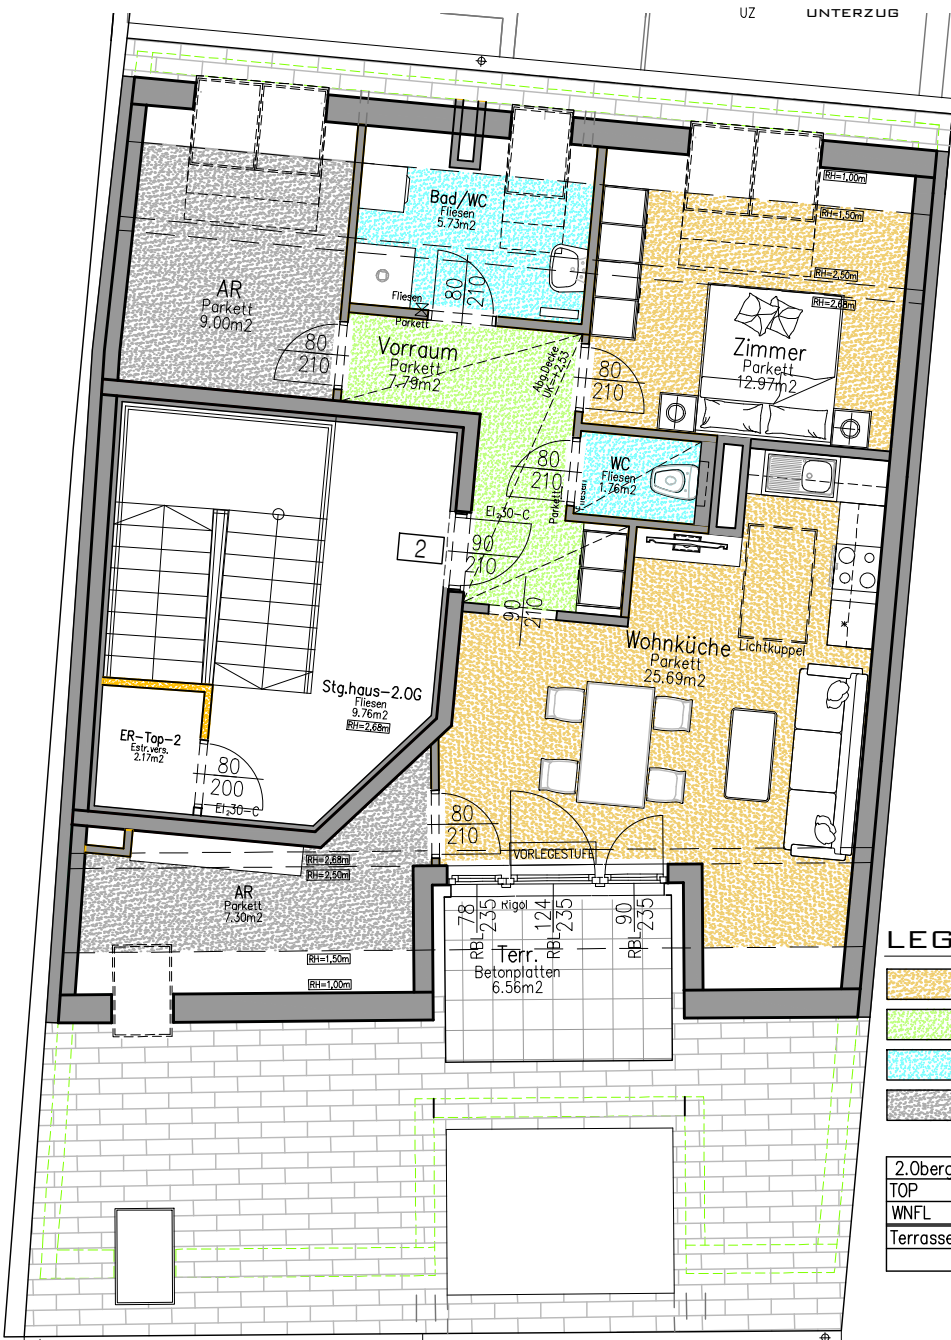 UZ UNTERZUG
RH=1,00m
RH=1,50m
RH=2,50m
RH=2,68m
Bad/WC
Fliesen
5.73m2
AR
Parkett
9.00m2
80
210
Fliesen
Parkett
80
210
Vorraum
Parkett
7.79m2
Abg.Decke
UK=+2,53
Zimmer
Parkett
12.97m2
80
210
WC
Fliesen
1.76m2
80
210
Parkett
Fliesen
EI₂30-C
90
210
2
90
210
Wohnküche
Parkett
25.69m2
Lichtkuppel
Stg.haus-2.OG
Fliesen
9.76m2
RH=2,68m
ER-Top-2
Estr.vers.
2.17m2
80
200
EI₂30-C
80
210
VORLEGESTUFE
RH=2,68m
RH=2,50m
AR
Parkett
7.30m2
RH=1,50m
RH=1,00m
Rigol
78
235
RBL
124
235
RBL
90
235
RBL
Terr.
Betonplatten
6.56m2
LEG
2.Oberg
TOP
WNFL
Terrasse